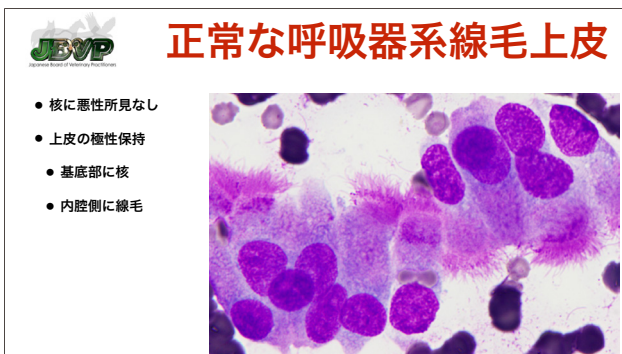 正常な呼吸器系線毛上皮
JBVP
Japanese Board of Veterinary Practitioners
● 核に悪性所見なし
● 上皮の極性保持
● 基底部に核
● 内腔側に線毛